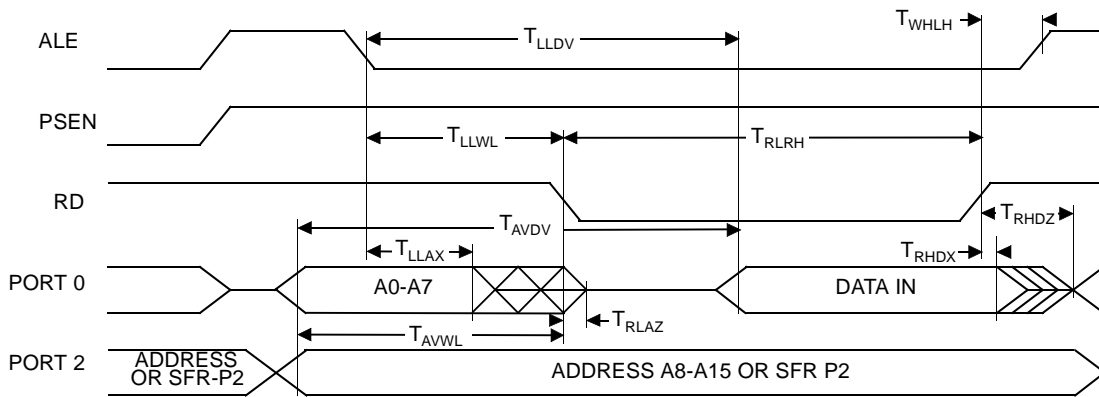 ALE
T_LLDV
T_WHLH
PSEN
T_LLWL
T_RLRH
RD
T_AVDV
T_RHDZ
T_LLAX
T_RHDX
PORT 0
A0-A7
DATA IN
T_RLAZ
T_AVWL
PORT 2
ADDRESS
OR SFR-P2
ADDRESS A8-A15 OR SFR P2